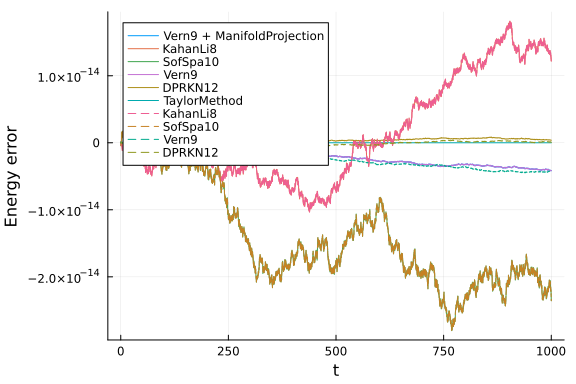 Vern9 + ManifoldProjection
KahanLi8
SofSpa10
Vern9
DPRKN12
TaylorMethod
KahanLi8
SofSpa10
Vern9
DPRKN12
Energy error
1.0×10⁻¹⁴
0
−1.0×10⁻¹⁴
−2.0×10⁻¹⁴
0 250 500 750 1000
t